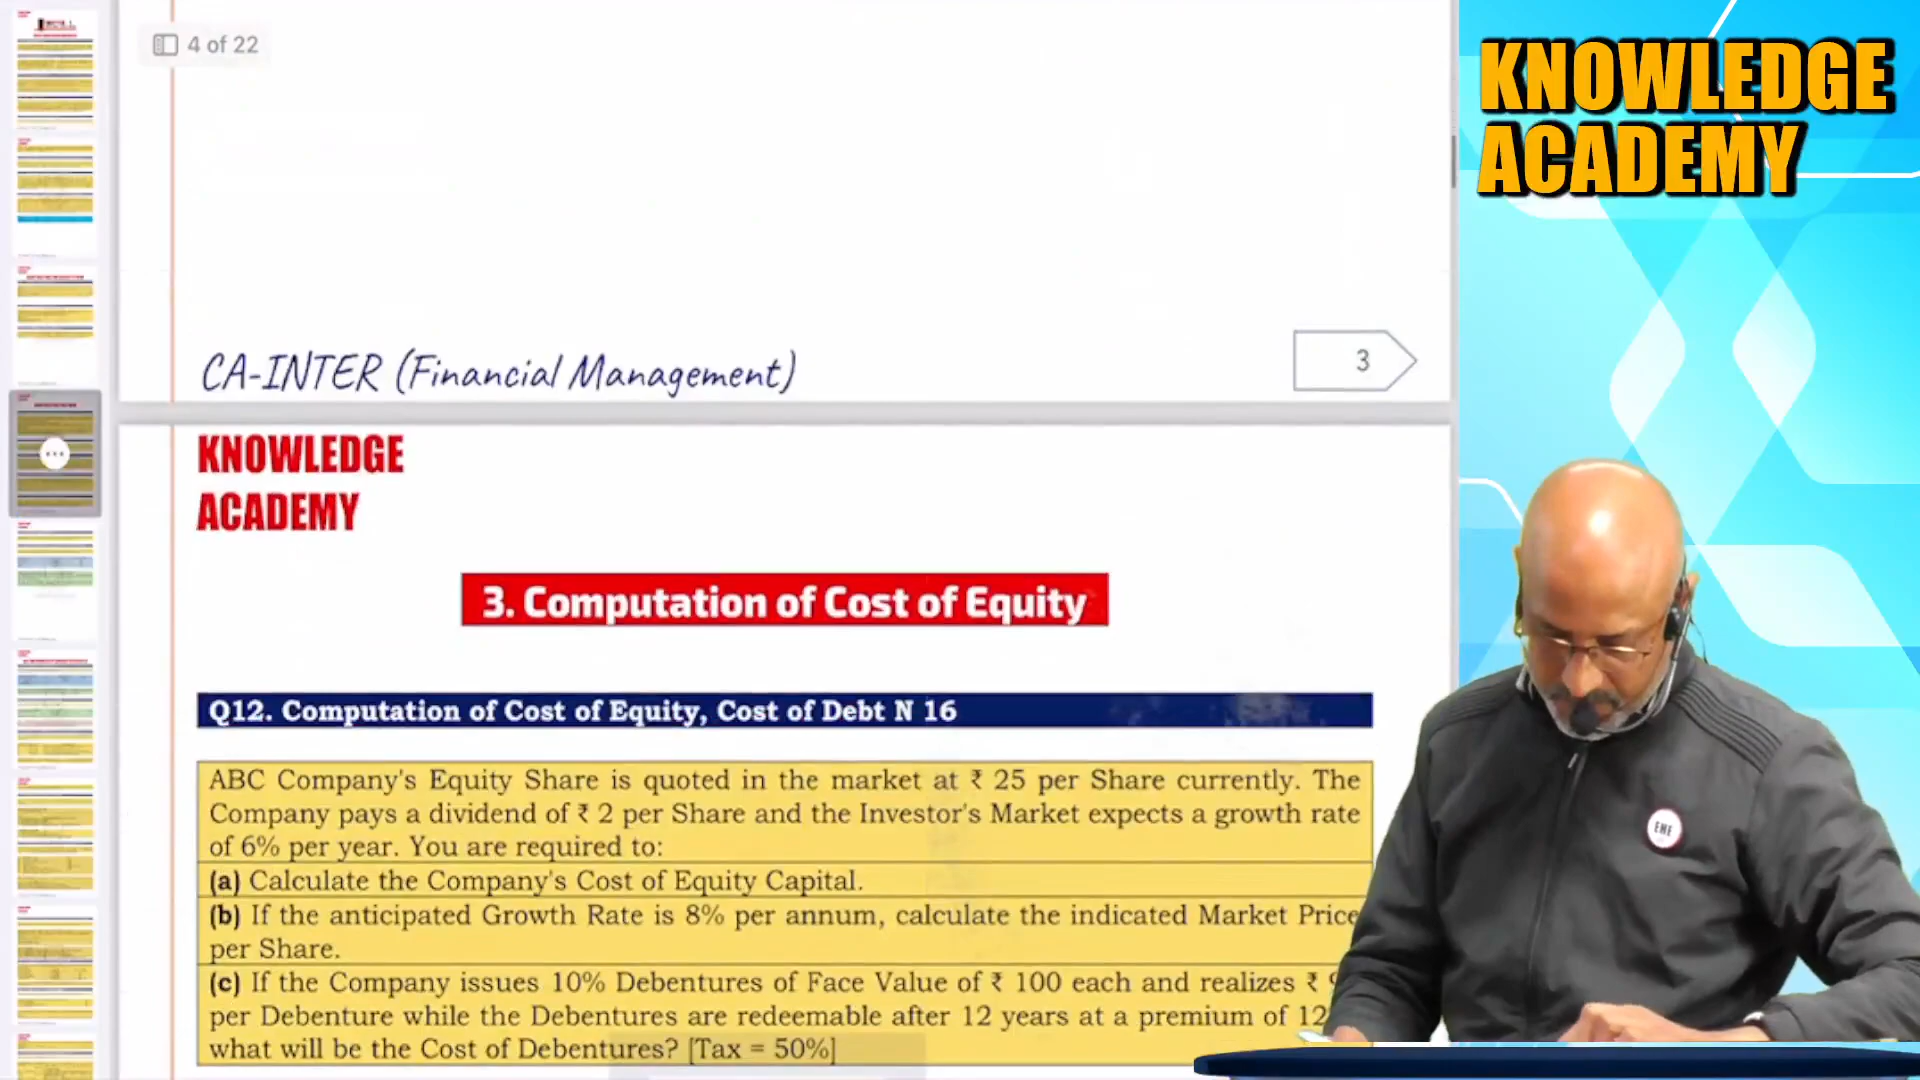 4 of 22
KNOWLEDGE
ACADEMY
CA-INTER (Financial Management)
3
KNOWLEDGE
ACADEMY
3. Computation of Cost of Equity
Q12. Computation of Cost of Equity, Cost of Debt N 16
ABC Company's Equity Share is quoted in the market at ₹ 25 per Share currently. The
Company pays a dividend of ₹ 2 per Share and the Investor's Market expects a growth rate
of 6% per year. You are required to:
(a) Calculate the Company's Cost of Equity Capital.
(b) If the anticipated Growth Rate is 8% per annum, calculate the indicated Market Price
per Share.
(c) If the Company issues 10% Debentures of Face Value of ₹ 100 each and realizes ₹
per Debenture while the Debentures are redeemable after 12 years at a premium of 12
what will be the Cost of Debentures? [Tax = 50%]
EHE